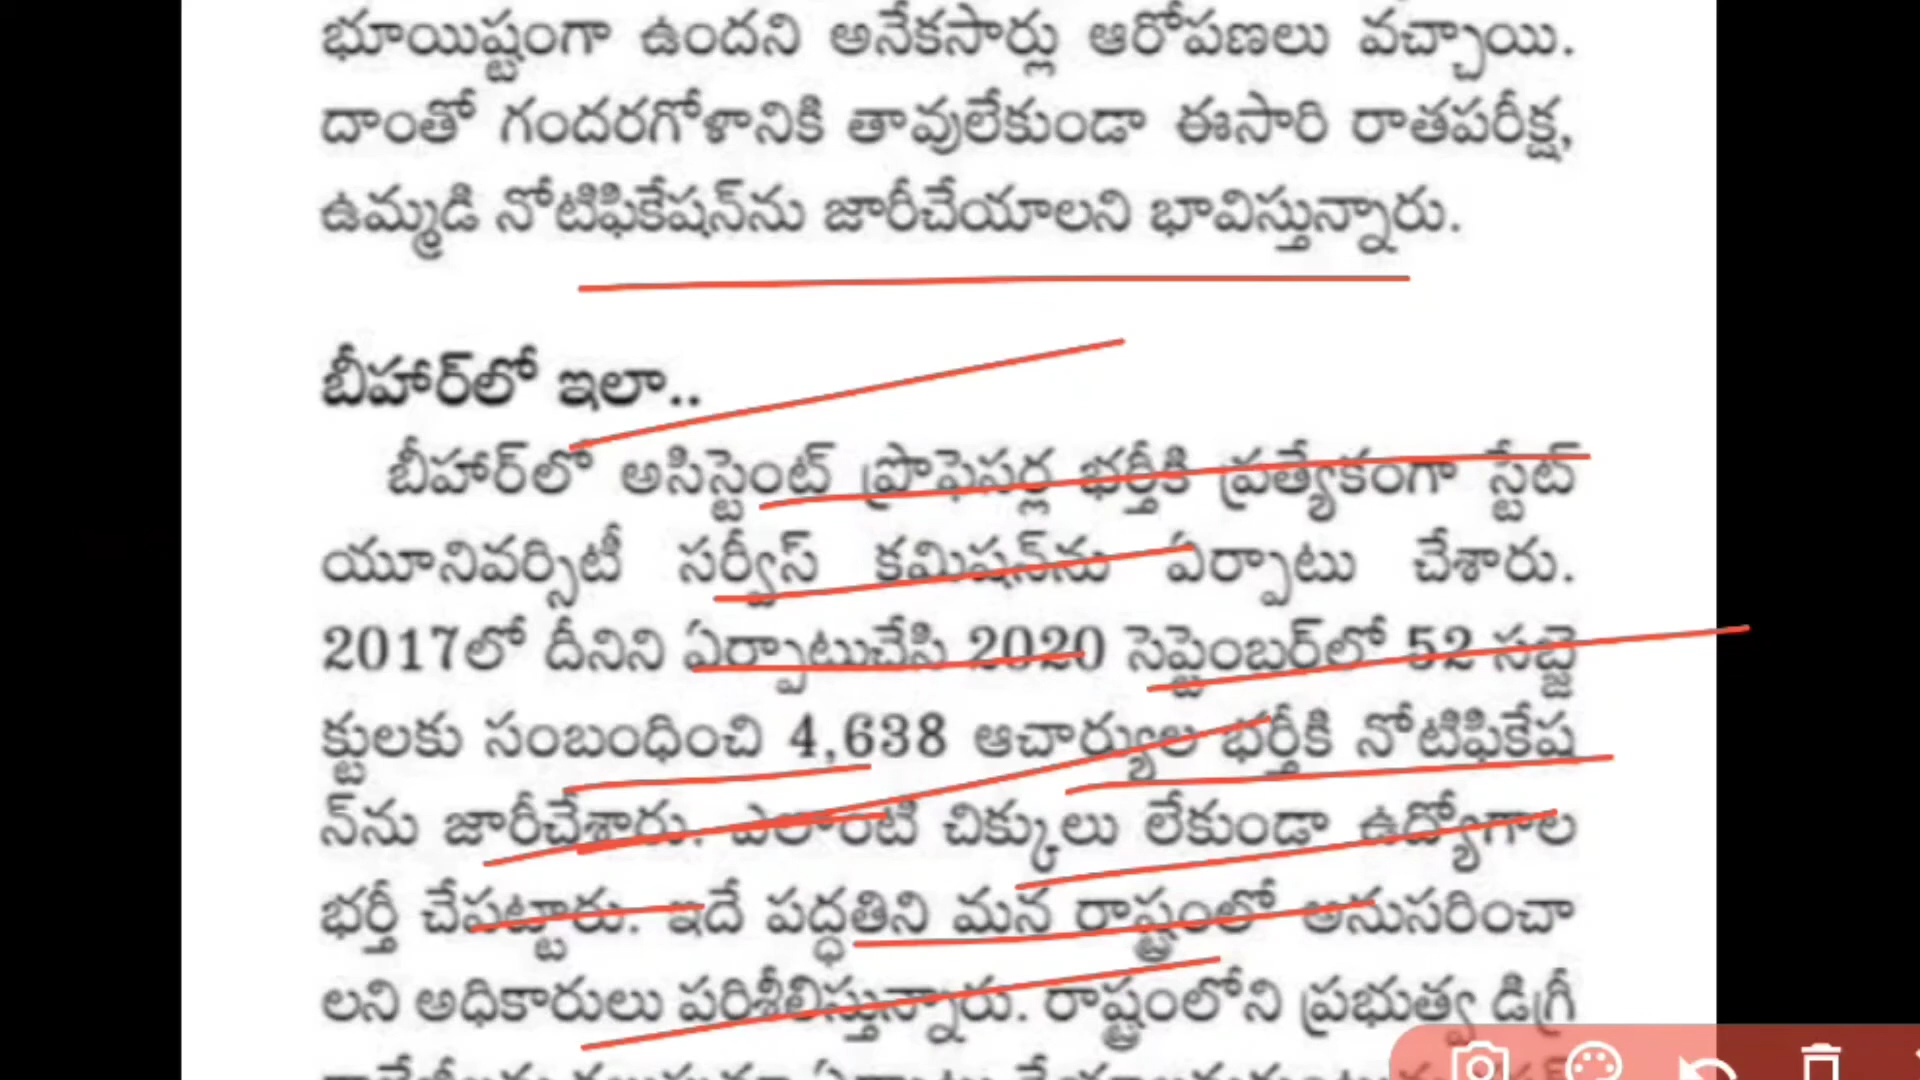 భూయిష్టంగా ఉందని అనేకసార్లు ఆరోపణలు వచ్చాయి.
దాంతో గందరగోళానికి తావులేకుండా ఈసారి రాతపరీక్ష,
ఉమ్మడి నోటిఫికేషన్‌ను జారీచేయాలని భావిస్తున్నారు.
బీహార్‌లో ఇలా..
బీహార్‌లో అసిస్టెంట్ ప్రొఫెసర్ల భర్తీకి ప్రత్యేకంగా స్టేట్
యూనివర్సిటీ సర్వీస్ కమిషన్‌ను ఏర్పాటు చేశారు.
2017లో దీనిని ఏర్పాటుచేసి 2020 సెప్టెంబర్‌లో 52 సబ్జె
క్టులకు సంబంధించి 4,638 ఆచార్యుల భర్తీకి నోటిఫికేష
న్‌ను జారీచేశారు. ఎలాంటి చిక్కులు లేకుండా ఉద్యోగాల
భర్తీ చేపట్టారు. ఇదే పద్ధతిని మన రాష్ట్రంలో అనుసరించా
లని అధికారులు పరిశీలిస్తున్నారు. రాష్ట్రంలోని ప్రభుత్వ డిగ్రీ